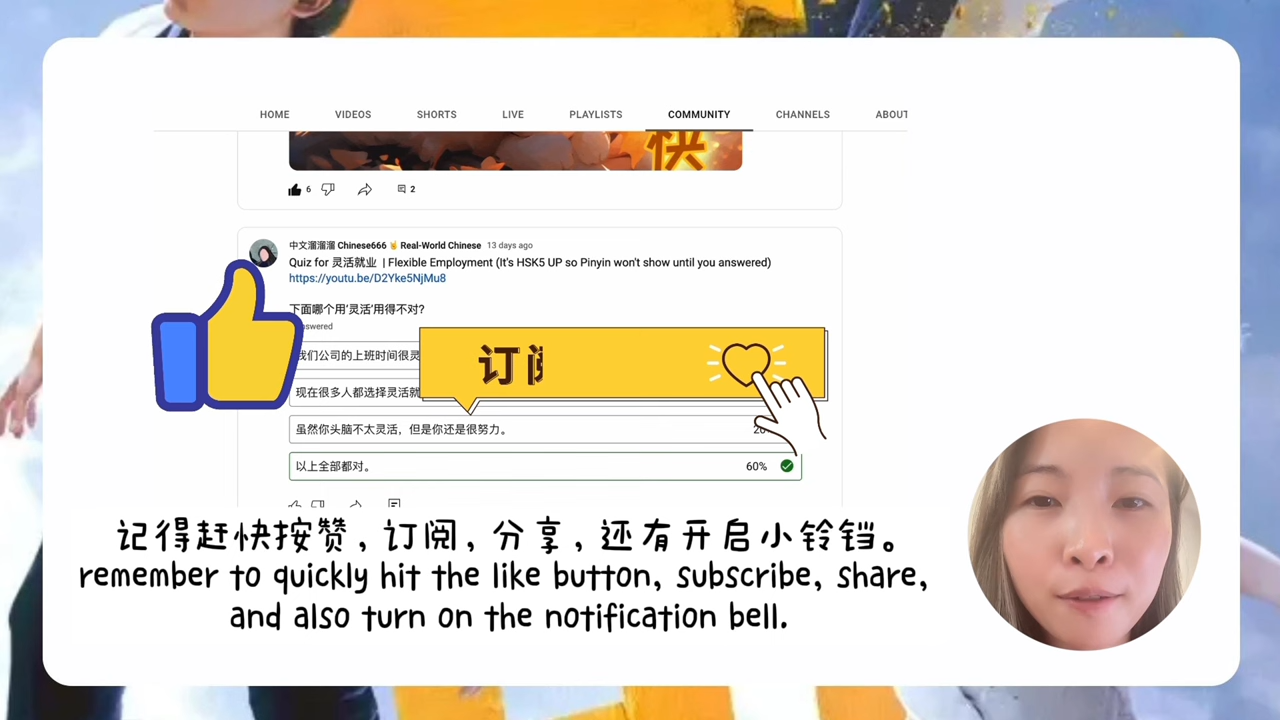 HOME VIDEOS SHORTS LIVE PLAYLISTS COMMUNITY CHANNELS ABOUT
快
6 2
中文溜溜溜 Chinese666 🤘 Real-World Chinese 13 days ago
Quiz for 灵活就业 | Flexible Employment (It's HSK5 UP so Pinyin won't show until you answered)
https://youtu.be/D2Yke5NjMu8
下面哪个用‘灵活’用得不对?
我们公司的上班时间很灵
订阅
现在很多人都选择灵活就
虽然你头脑不太灵活，但是你还是很努力。
以上全部都对。 60%
记得赶快按赞，订阅，分享，还有开启小铃铛。
remember to quickly hit the like button, subscribe, share,
and also turn on the notification bell.